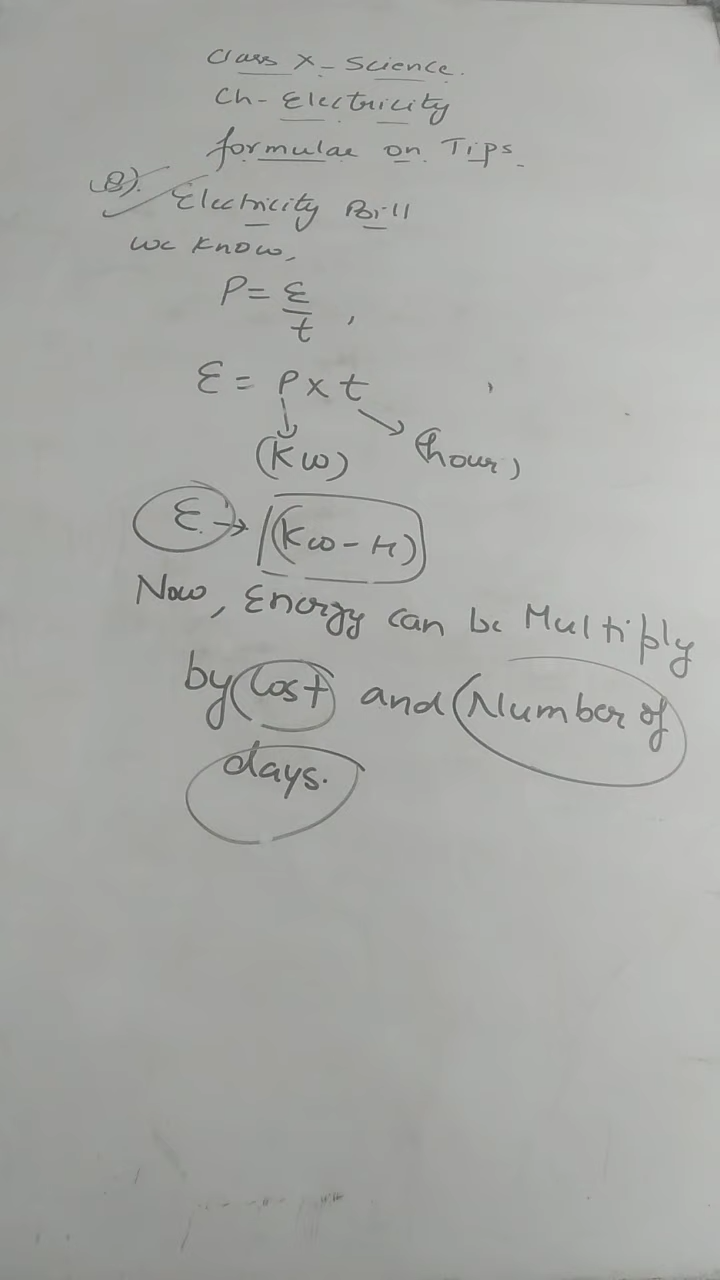 Class X - Science.
Ch- Electricity
formulae on Tips.
(8). Electricity Bill
We know,
P = E/t ,
E = P x t
(KW) (hour)
E → (KW-H)
Now, Energy can be Multiply
by Cost and Number of
days.